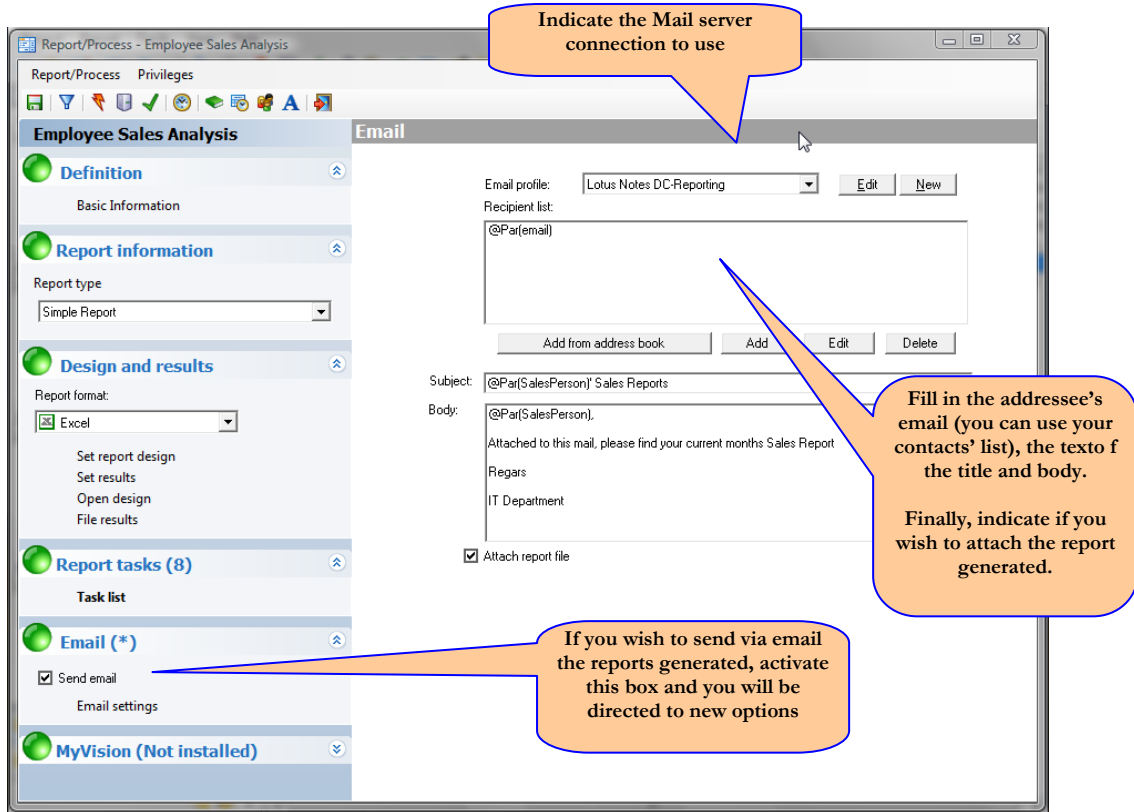 Indicate the Mail server
connection to use
Report/Process - Employee Sales Analysis
Report/Process Privileges
A
Employee Sales Analysis
Email
Definition
Basic Information
Report information
Report type
Simple Report
Design and results
Report format:
Excel
Set report design
Set results
Open design
File results
Report tasks (8)
Task list
Email (*)
Send email
Email settings
MyVision (Not installed)
Email profile: Lotus Notes DC-Reporting Edit New
Recipient list:
@Par(email)
Add from address book Add Edit Delete
Subject: @Par(SalesPerson)' Sales Reports
Body: @Par(SalesPerson),
Attached to this mail, please find your current months Sales Report
Regars
IT Department
Attach report file
Fill in the addressee's
email (you can use your
contacts' list), the texto f
the title and body.
Finally, indicate if you
wish to attach the report
generated.
If you wish to send via email
the reports generated, activate
this box and you will be
directed to new options